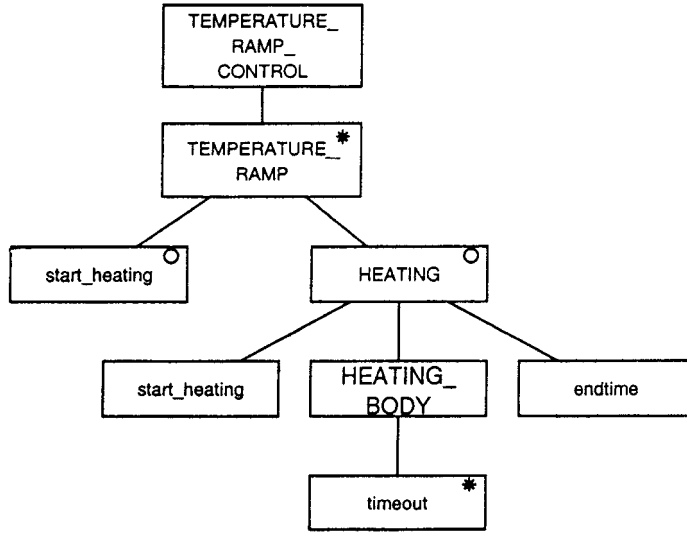 TEMPERATURE_
RAMP_
CONTROL
TEMPERATURE_
RAMP
*
start_heating
HEATING
start_heating
HEATING_
BODY
endtime
timeout
*